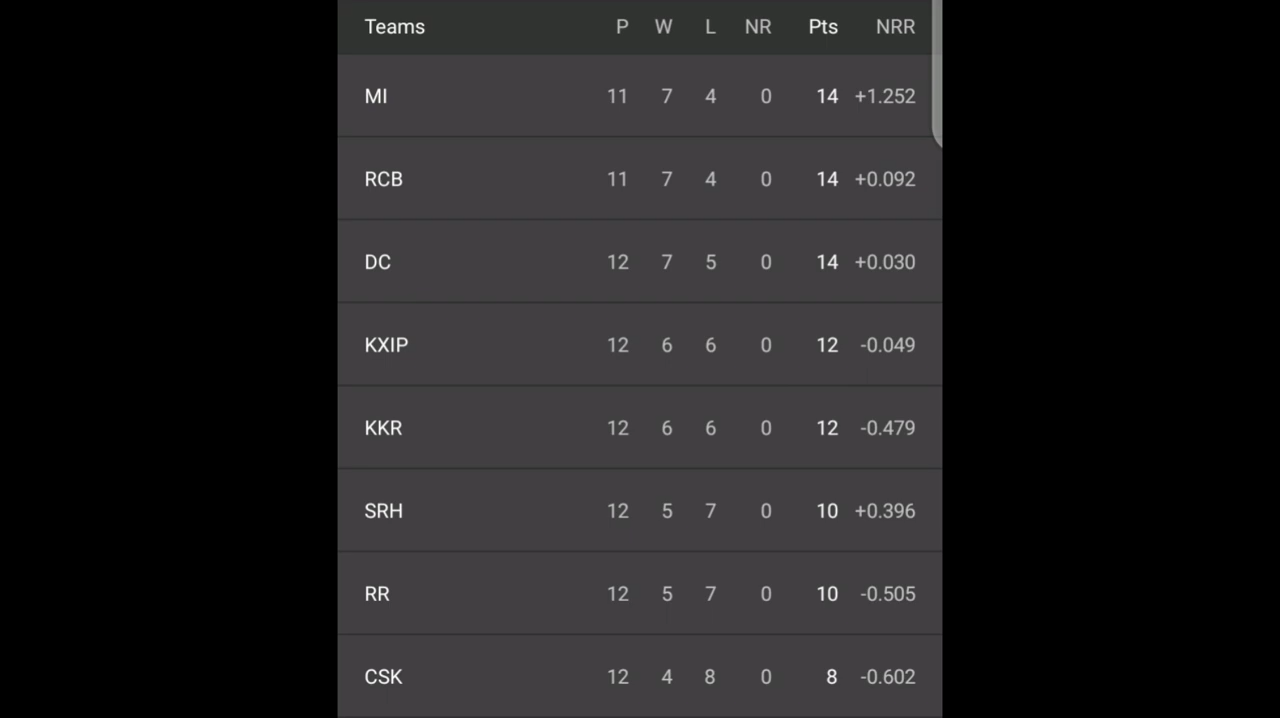 Teams P W L NR Pts NRR
MI 11 7 4 0 14 +1.252
RCB 11 7 4 0 14 +0.092
DC 12 7 5 0 14 +0.030
KXIP 12 6 6 0 12 -0.049
KKR 12 6 6 0 12 -0.479
SRH 12 5 7 0 10 +0.396
RR 12 5 7 0 10 -0.505
CSK 12 4 8 0 8 -0.602